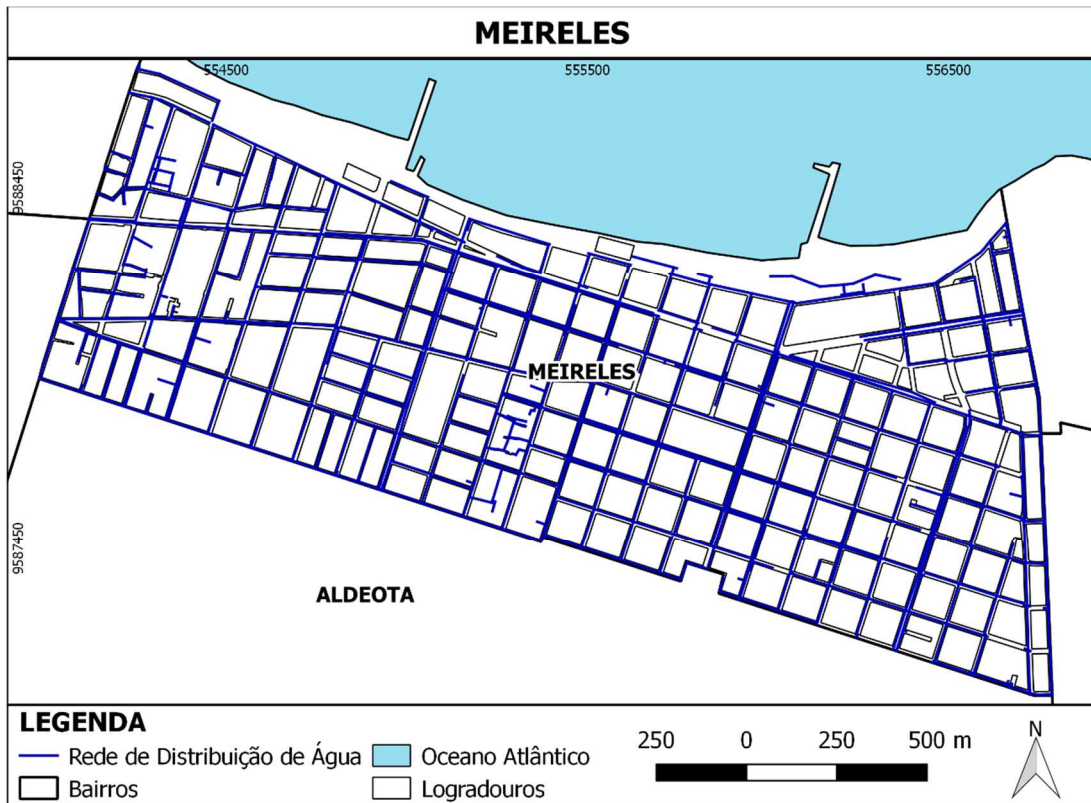 MEIRELES
554500
555500
556500
9588450
MEIRELES
9587450
ALDEOTA
LEGENDA
Rede de Distribuição de Água
Oceano Atlântico
Bairros
Logradouros
250 0 250 500 m
N